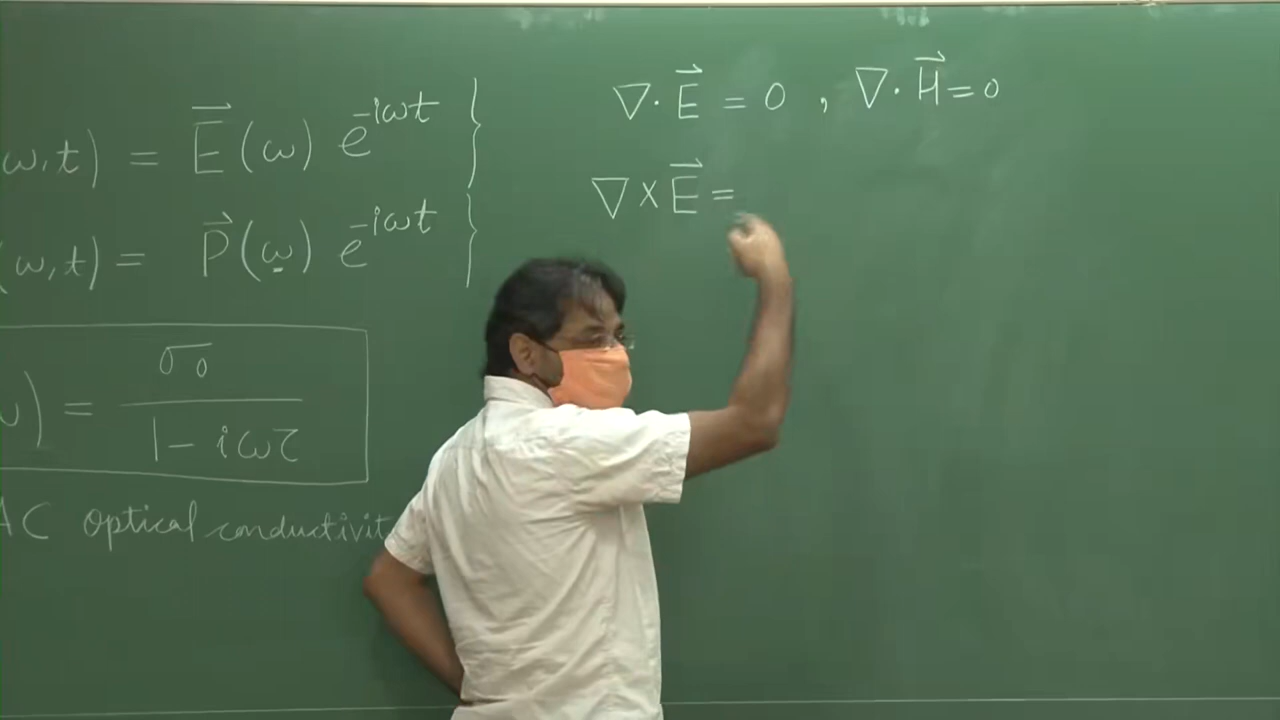 ω,t) = E⃗(ω) e^{-iωt} }
(ω,t) = P⃗(ω) e^{-iωt} }
) = σ₀ / (1 - iωτ)
AC Optical conductivit
∇·E⃗ = 0 , ∇·H⃗ = 0
∇×E⃗ =